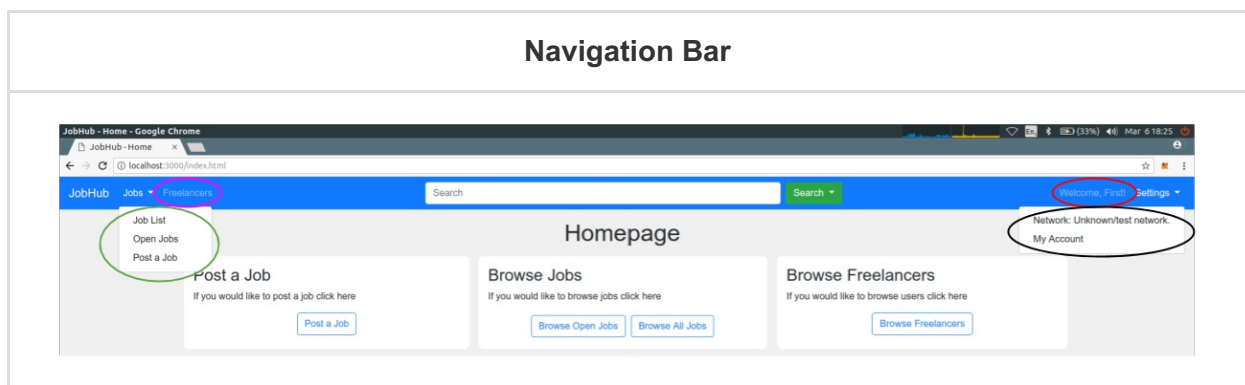 Navigation Bar
JobHub - Home - Google Chrome En (33%) Mar 6 18:25
JobHub - Home ×
localhost:3000/index.html
JobHub Jobs Freelancers Search Search Welcome, First! Settings
Job List
Open Jobs
Post a Job
Network: Unknown/test network.
My Account
Homepage
Post a Job
If you would like to post a job click here
Post a Job
Browse Jobs
If you would like to browse jobs click here
Browse Open Jobs Browse All Jobs
Browse Freelancers
If you would like to browse users click here
Browse Freelancers